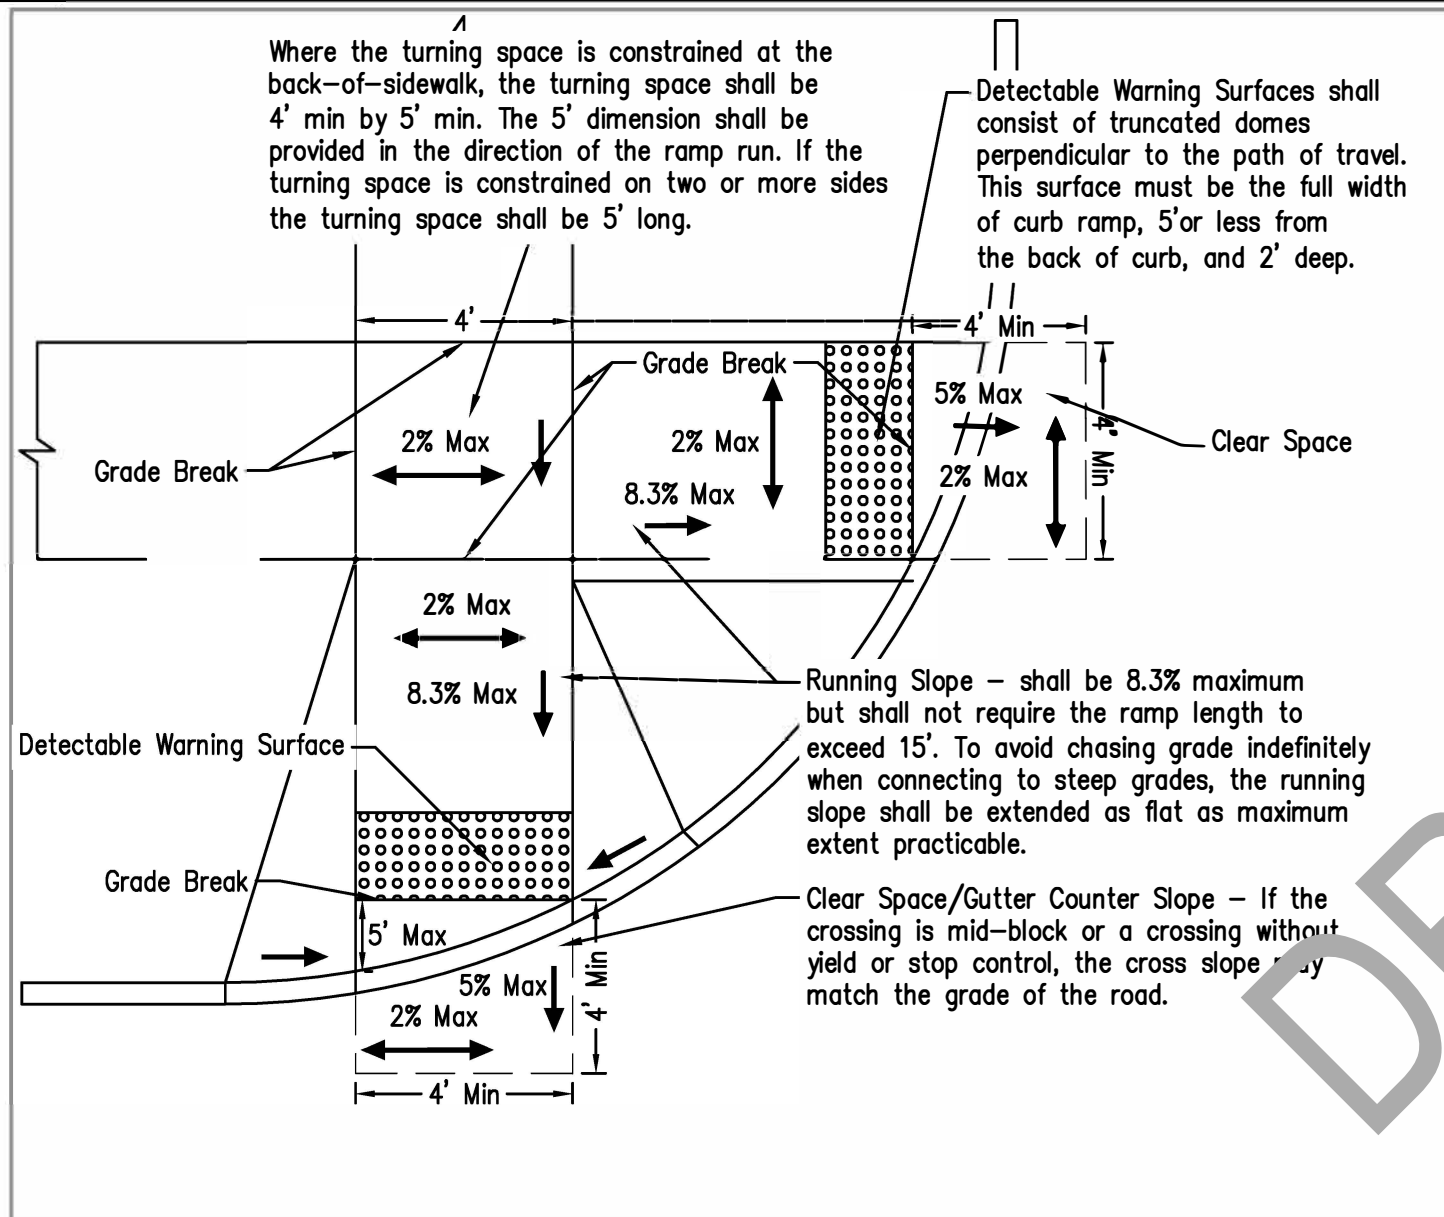 Where the turning space is constrained at the
back-of-sidewalk, the turning space shall be
4' min by 5' min. The 5' dimension shall be
provided in the direction of the ramp run. If the
turning space is constrained on two or more sides
the turning space shall be 5' long.
Detectable Warning Surfaces shall
consist of truncated domes
perpendicular to the path of travel.
This surface must be the full width
of curb ramp, 5'or less from
the back of curb, and 2' deep.
4'
4' Min
Grade Break
5% Max
4' Min
2% Max
2% Max
Clear Space
Grade Break
2% Max
8.3% Max
2% Max
8.3% Max
Running Slope – shall be 8.3% maximum
but shall not require the ramp length to
exceed 15'. To avoid chasing grade indefinitely
when connecting to steep grades, the running
slope shall be extended as flat as maximum
extent practicable.
Detectable Warning Surface
Grade Break
Clear Space/Gutter Counter Slope – If the
crossing is mid-block or a crossing without
yield or stop control, the cross slope may
match the grade of the road.
5' Max
5% Max
4' Min
2% Max
4' Min